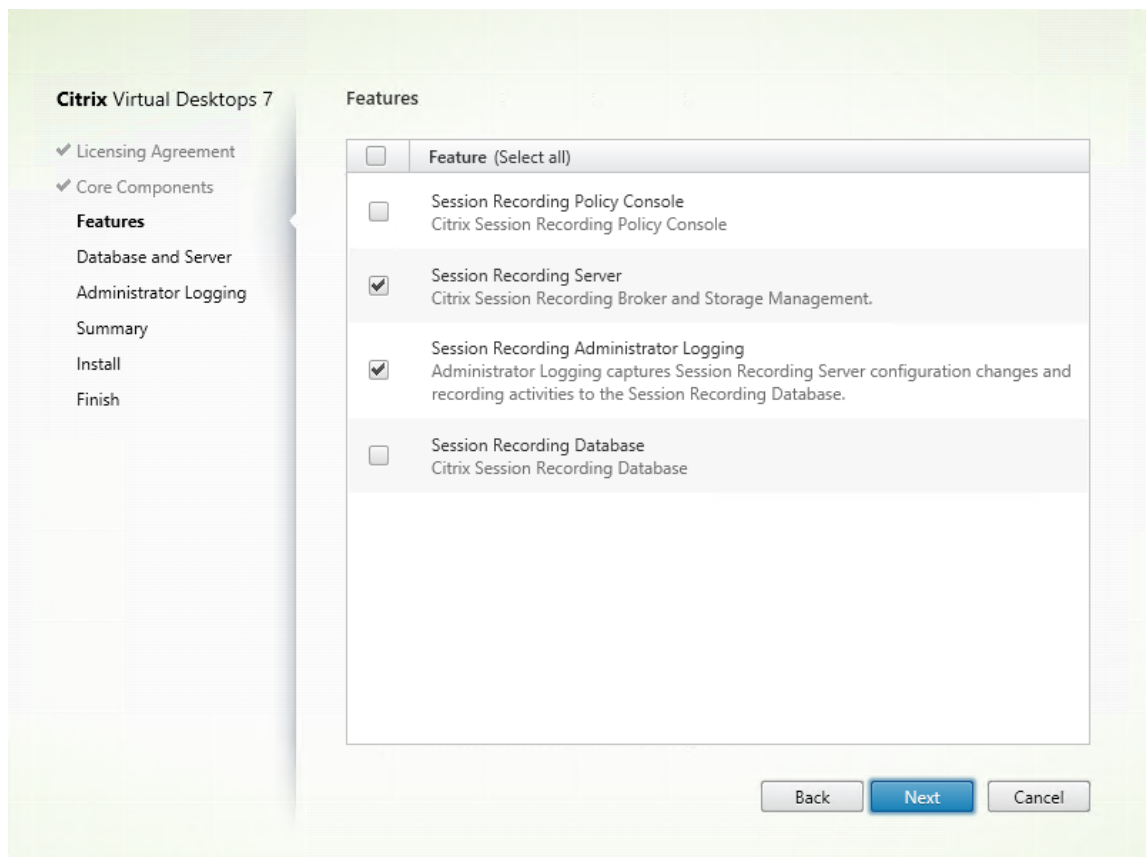 Citrix Virtual Desktops 7
Licensing Agreement
Core Components
Features
Database and Server
Administrator Logging
Summary
Install
Finish
Features
Feature (Select all)
Session Recording Policy Console
Citrix Session Recording Policy Console
Session Recording Server
Citrix Session Recording Broker and Storage Management.
Session Recording Administrator Logging
Administrator Logging captures Session Recording Server configuration changes and
recording activities to the Session Recording Database.
Session Recording Database
Citrix Session Recording Database
Back
Next
Cancel